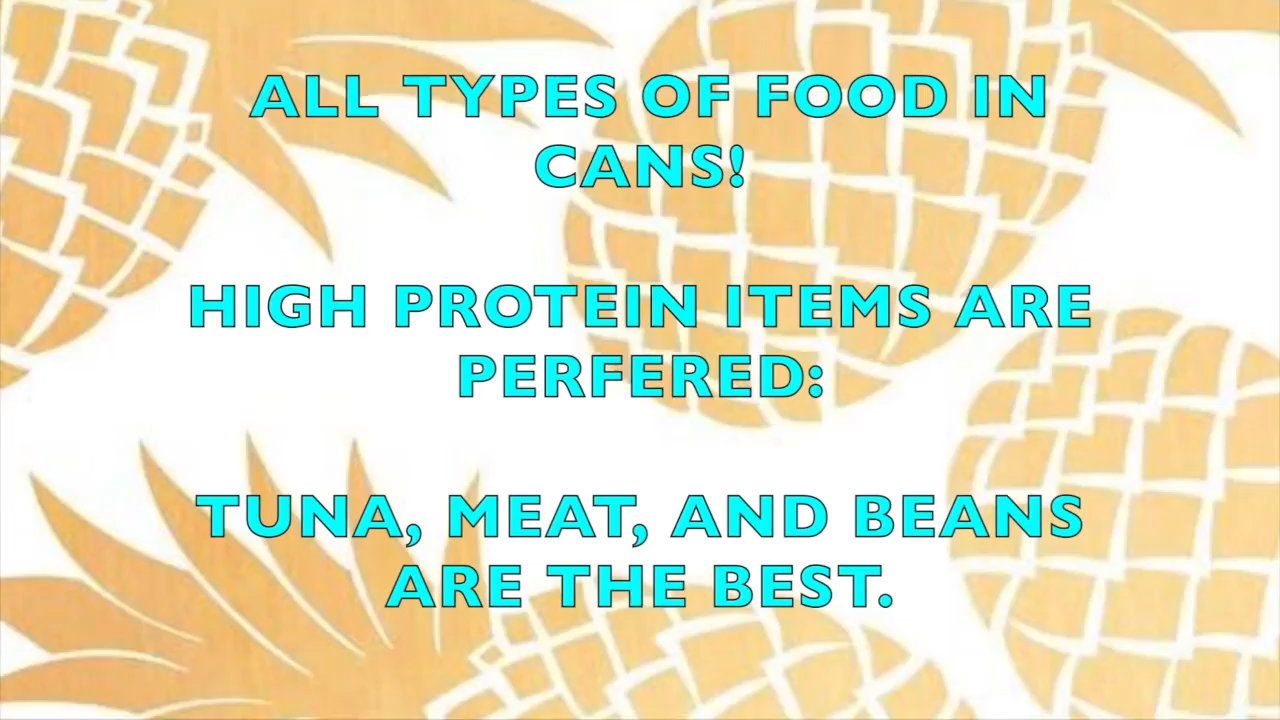 ALL TYPES OF FOOD IN
CANS!
HIGH PROTEIN ITEMS ARE
PERFERED:
TUNA, MEAT, AND BEANS
ARE THE BEST.